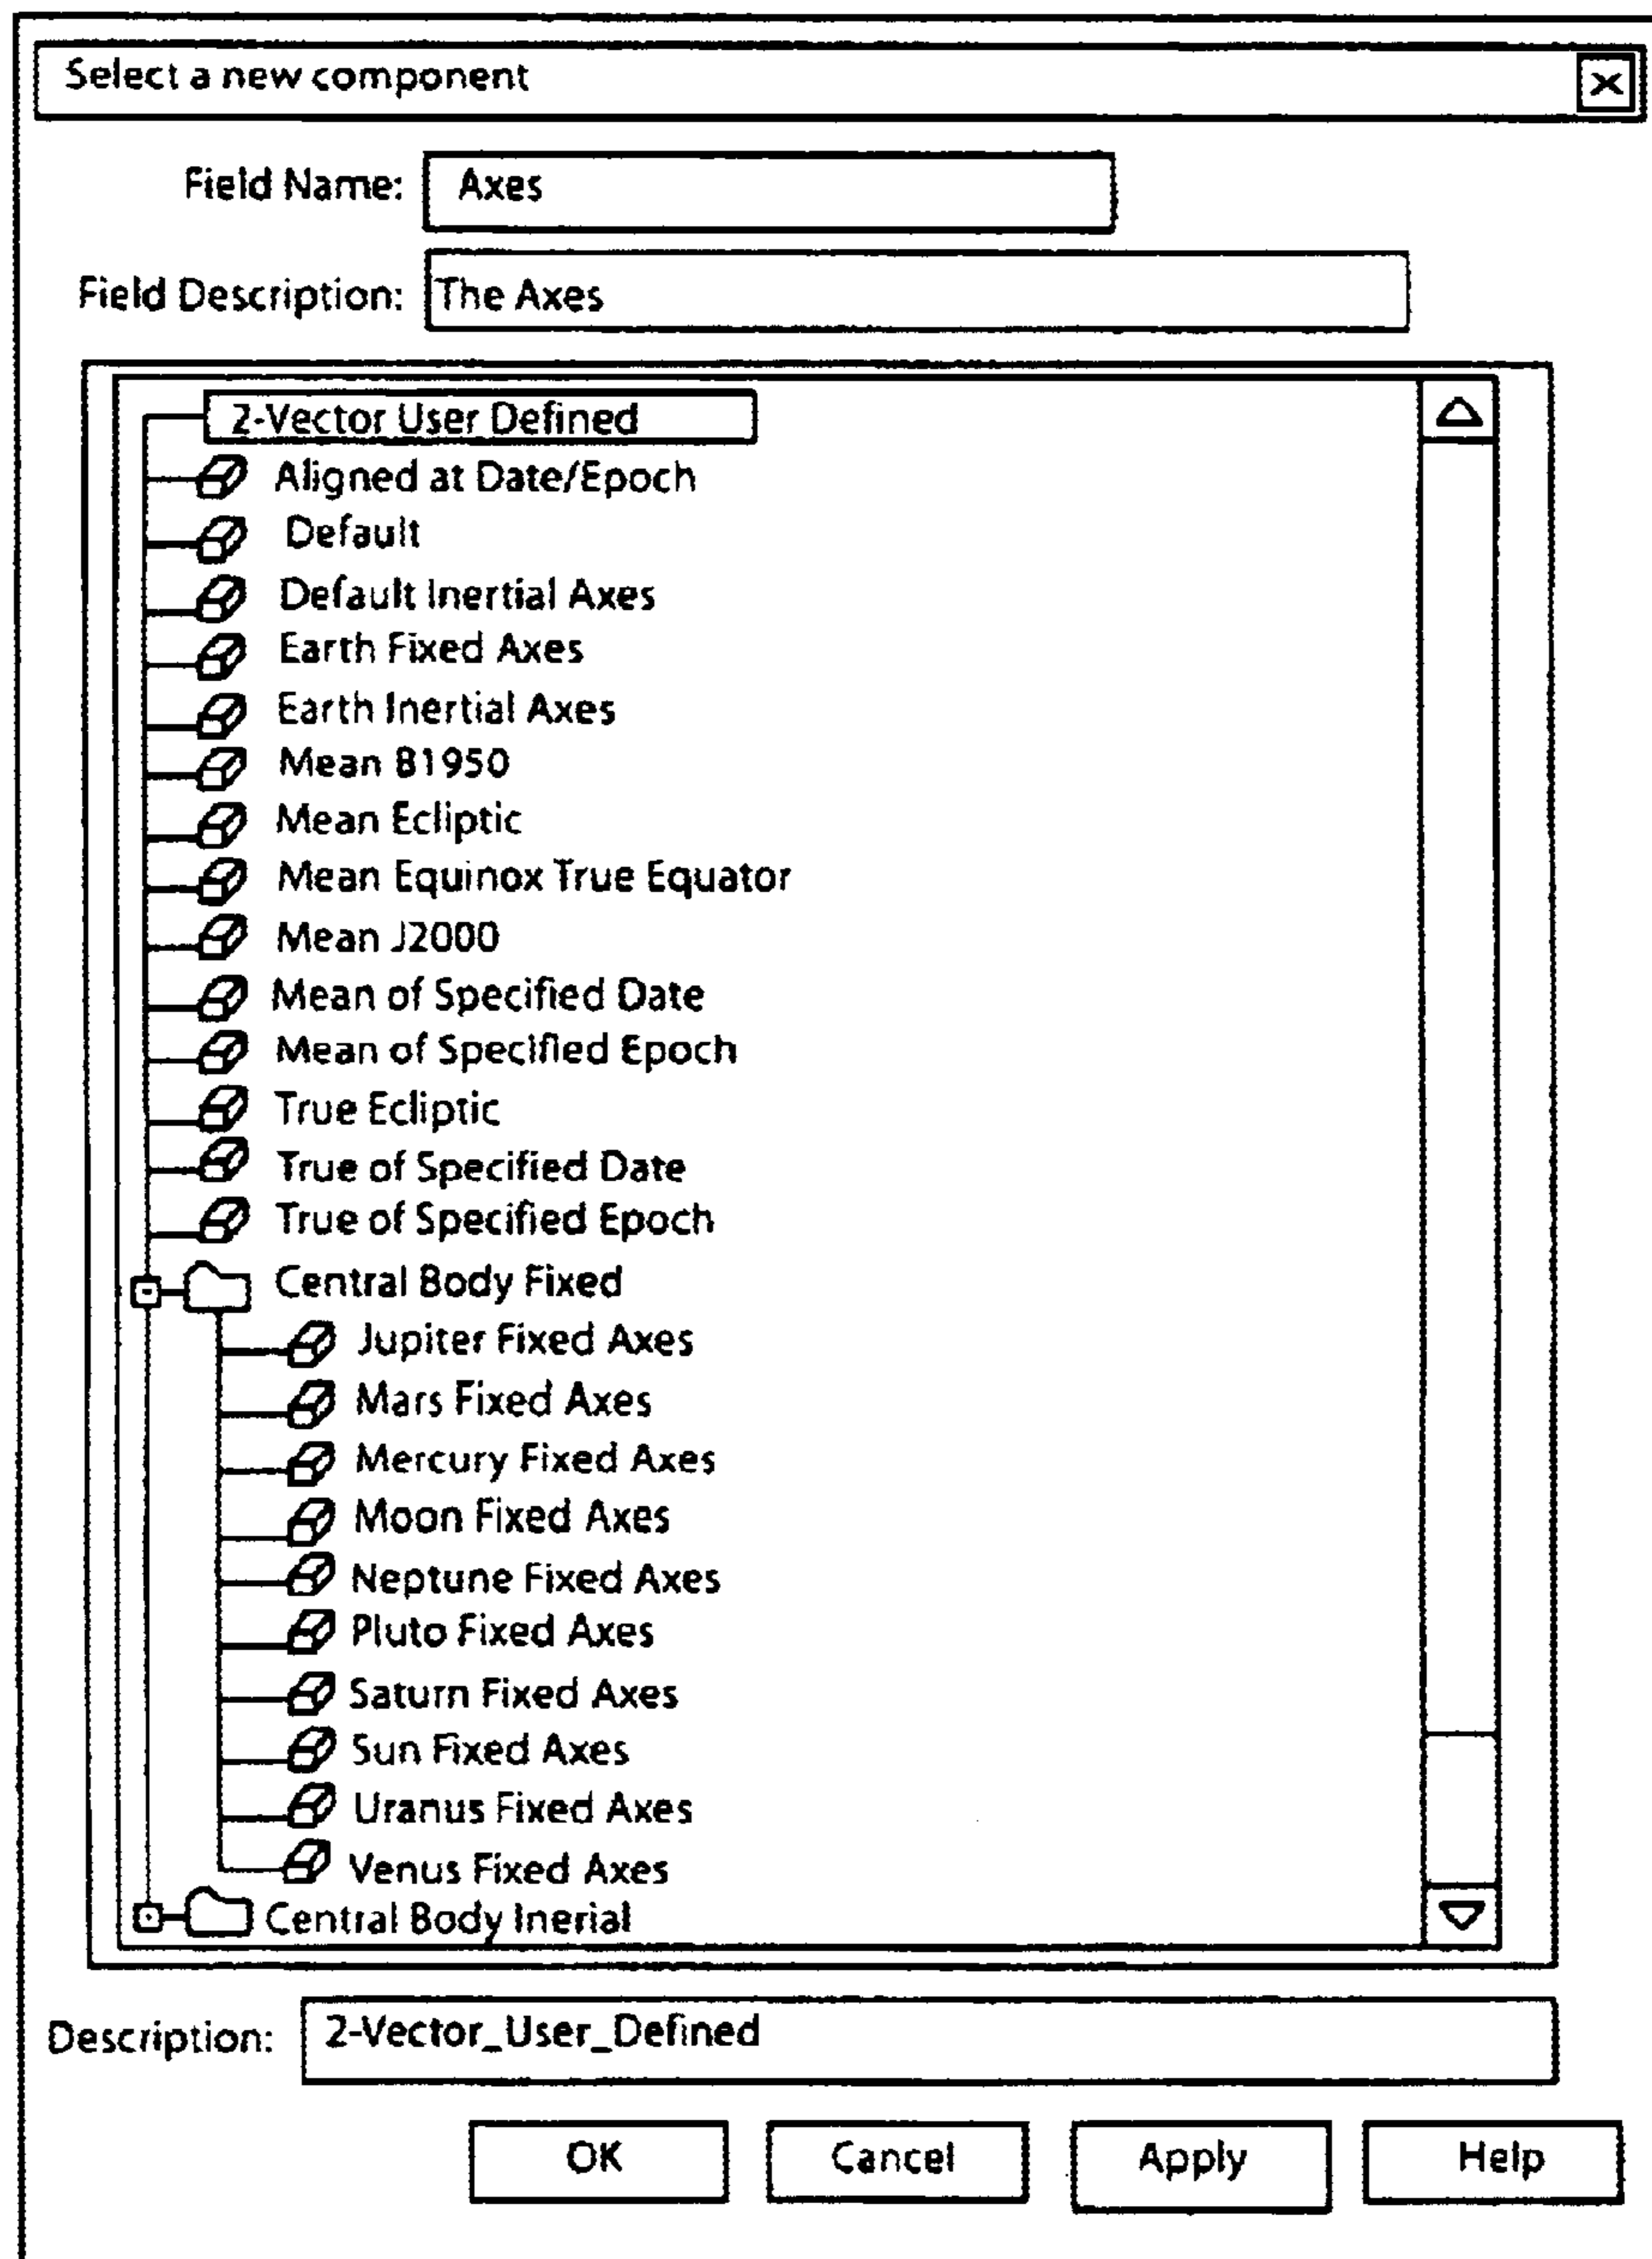 Select a new component
Field Name: Axes
Field Description: The Axes
2-Vector User Defined
Aligned at Date/Epoch
Default
Default Inertial Axes
Earth Fixed Axes
Earth Inertial Axes
Mean B1950
Mean Ecliptic
Mean Equinox True Equator
Mean J2000
Mean of Specified Date
Mean of Specified Epoch
True Ecliptic
True of Specified Date
True of Specified Epoch
Central Body Fixed
Jupiter Fixed Axes
Mars Fixed Axes
Mercury Fixed Axes
Moon Fixed Axes
Neptune Fixed Axes
Pluto Fixed Axes
Saturn Fixed Axes
Sun Fixed Axes
Uranus Fixed Axes
Venus Fixed Axes
Central Body Inerial
Description: 2-Vector_User_Defined
OK Cancel Apply Help